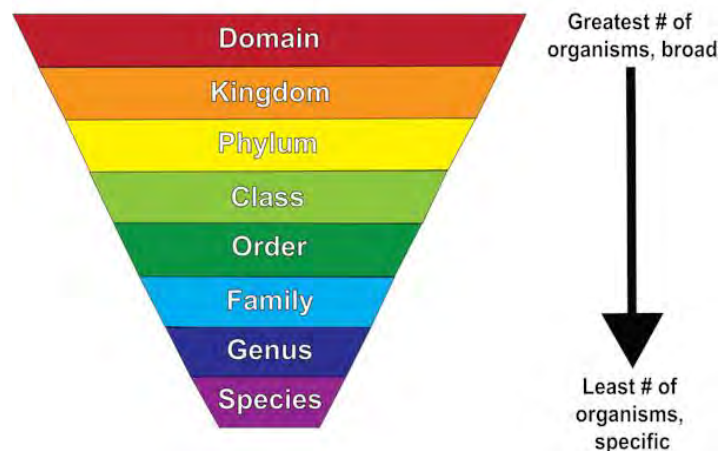 Domain
Kingdom
Phylum
Class
Order
Family
Genus
Species
Greatest # of
organisms, broad
Least # of
organisms,
specific